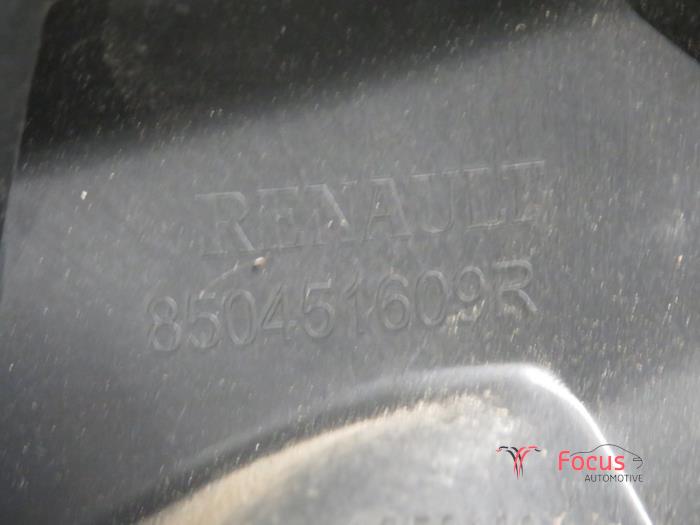 RENAULT
850451609R
Focus
AUTOMOTIVE